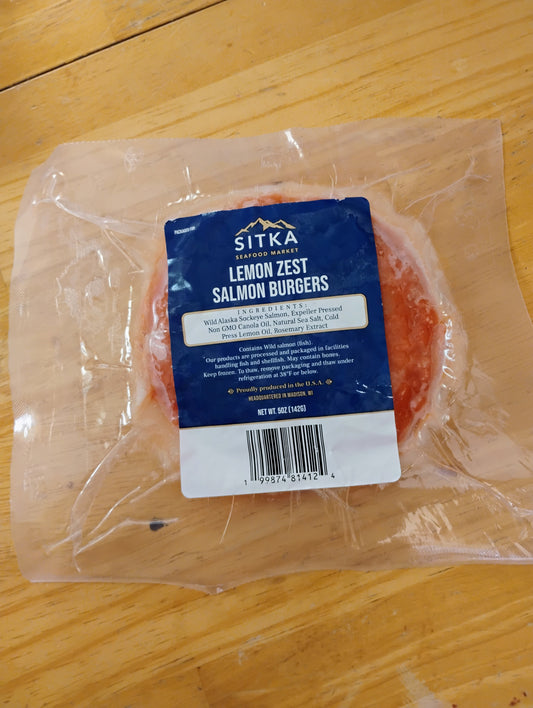 PACKAGED FOR:
SITKA
SEAFOOD MARKET
LEMON ZEST
SALMON BURGERS
INGREDIENTS:
Wild Alaska Sockeye Salmon, Expeller Pressed
Non GMO Canola Oil, Natural Sea Salt, Cold
Press Lemon Oil, Rosemary Extract
Contains Wild salmon (fish).
Our products are processed and packaged in facilities
handling fish and shellfish. May contain bones.
Keep frozen. To thaw, remove packaging and thaw under
refrigeration at 38°F or below.
Proudly produced in the U.S.A.
HEADQUARTERED IN MADISON, WI
NET WT. 5OZ (142G)
1 99874 81412 4